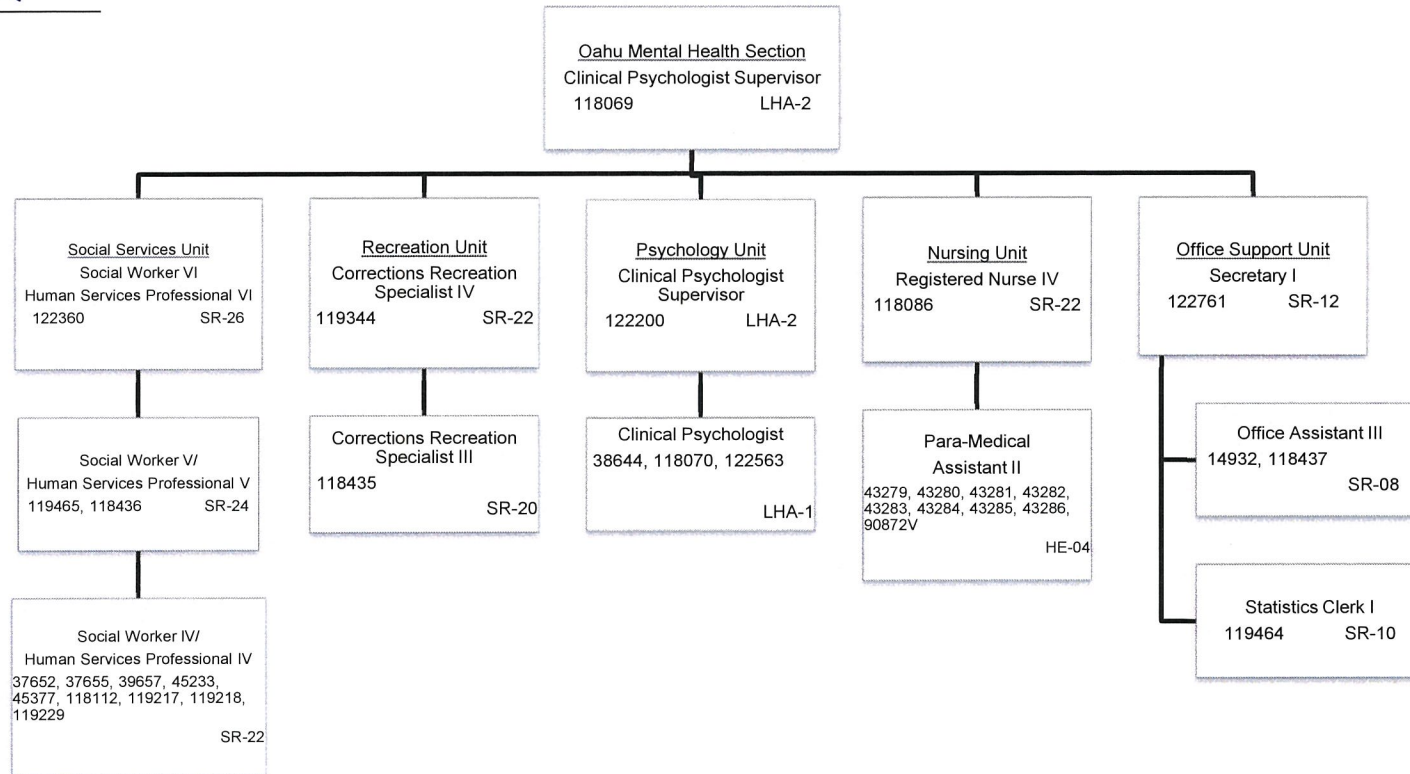 Oahu Mental Health Section
Clinical Psychologist Supervisor
118069 LHA-2
Social Services Unit
Social Worker VI
Human Services Professional VI
122360 SR-26
Recreation Unit
Corrections Recreation
Specialist IV
119344 SR-22
Psychology Unit
Clinical Psychologist
Supervisor
122200 LHA-2
Nursing Unit
Registered Nurse IV
118086 SR-22
Office Support Unit
Secretary I
122761 SR-12
Social Worker V/
Human Services Professional V
119465, 118436 SR-24
Corrections Recreation
Specialist III
118435
SR-20
Clinical Psychologist
38644, 118070, 122563
LHA-1
Para-Medical
Assistant II
43279, 43280, 43281, 43282,
43283, 43284, 43285, 43286,
90872V
HE-04
Office Assistant III
14932, 118437
SR-08
Statistics Clerk I
119464 SR-10
Social Worker IV/
Human Services Professional IV
37652, 37655, 39657, 45233,
45377, 118112, 119217, 119218,
119229
SR-22